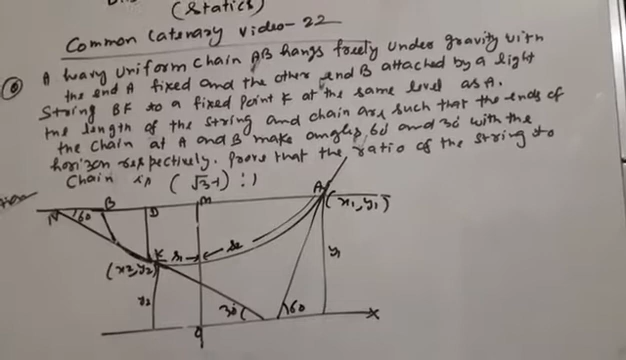 (Statics)
Common Catenary Video-22
6 A heavy uniform chain AB hangs freely under gravity with
the end A fixed and the other end B attached by a light
string BK to a fixed Point K at the same level as A.
the length of the string and chain are such that the ends of
the chain at A and B make angles 60 and 30 with the
horizon respectively. Prove that the ratio of the string to
Chain is (√3-1) : 1
N 60 B D M A (x1, y1)
(x2, y2) K s1 s2 y1
y2 30 60 X